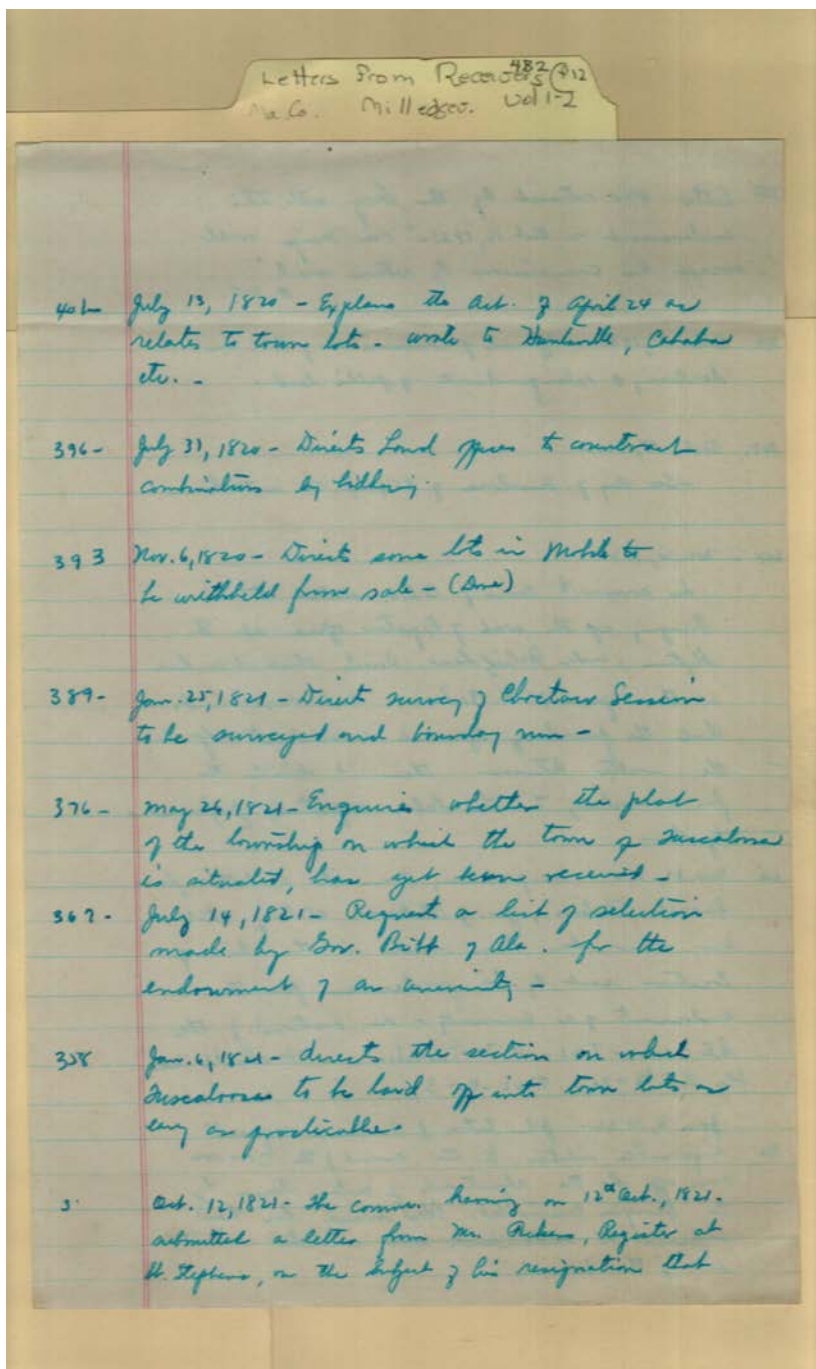 Letters From Receivers 482 @ 12
Milledgev. Vol 1-2
401- July 13, 1820 - Explains the Act. of April 24 as
relates to town lots - wrote to Huntsville, Cahaba
etc. -
396- July 31, 1820 - Directs Land offices to counteract
combinations by bidding.
393 Nov. 6, 1820 - Directs some lots in Mobile to
be withheld from sale - (Done)
389- Jan. 25, 1821 - Direct survey of Choctaw Session
to be surveyed and boundary run -
376- May 26, 1821 - Enquiries whether the plat
of the township on which the town of Tuscaloosa
is situated, has yet been received -
367- July 14, 1821 - Request a list of selection
made by Gov. Bibb of Ala. for the
endowment of an university -
358 Jan. 6, 1821 - directs the section on which
Tuscaloosa to be laid off into town lots as
early as practicable.
Oct. 12, 1821 - The comm. having on 12th Oct., 1821 -
submitted a letter from Mr. Pickens, Register at
St. Stephens, on the subject of his resignation that